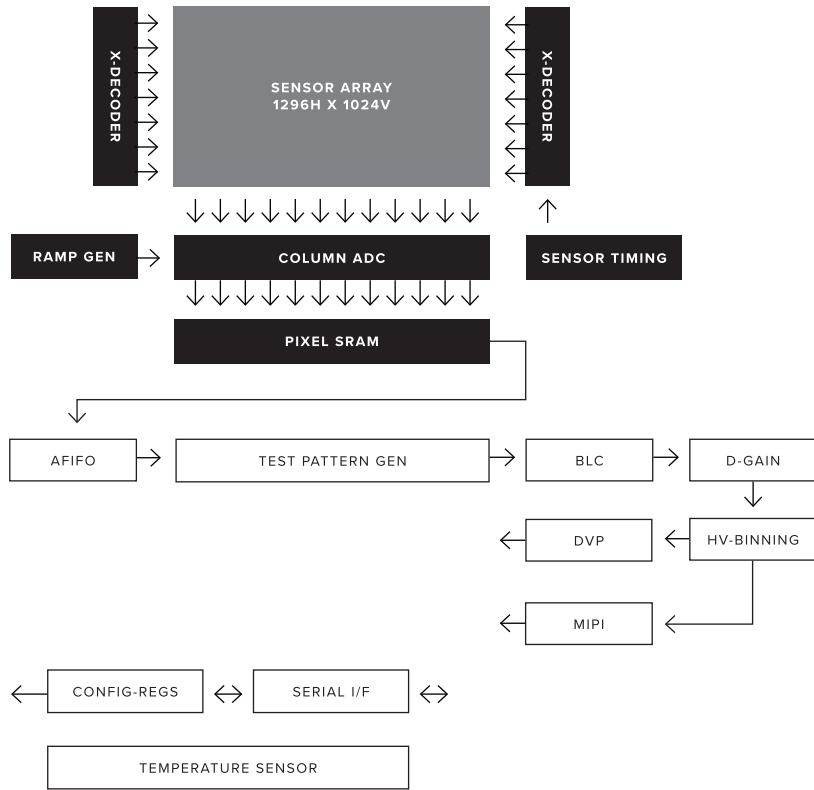 X-DECODER
SENSOR ARRAY
1296H X 1024V
X-DECODER
RAMP GEN
COLUMN ADC
SENSOR TIMING
PIXEL SRAM
AFIFO
TEST PATTERN GEN
BLC
D-GAIN
DVP
HV-BINNING
MIPI
CONFIG-REGS
SERIAL I/F
TEMPERATURE SENSOR